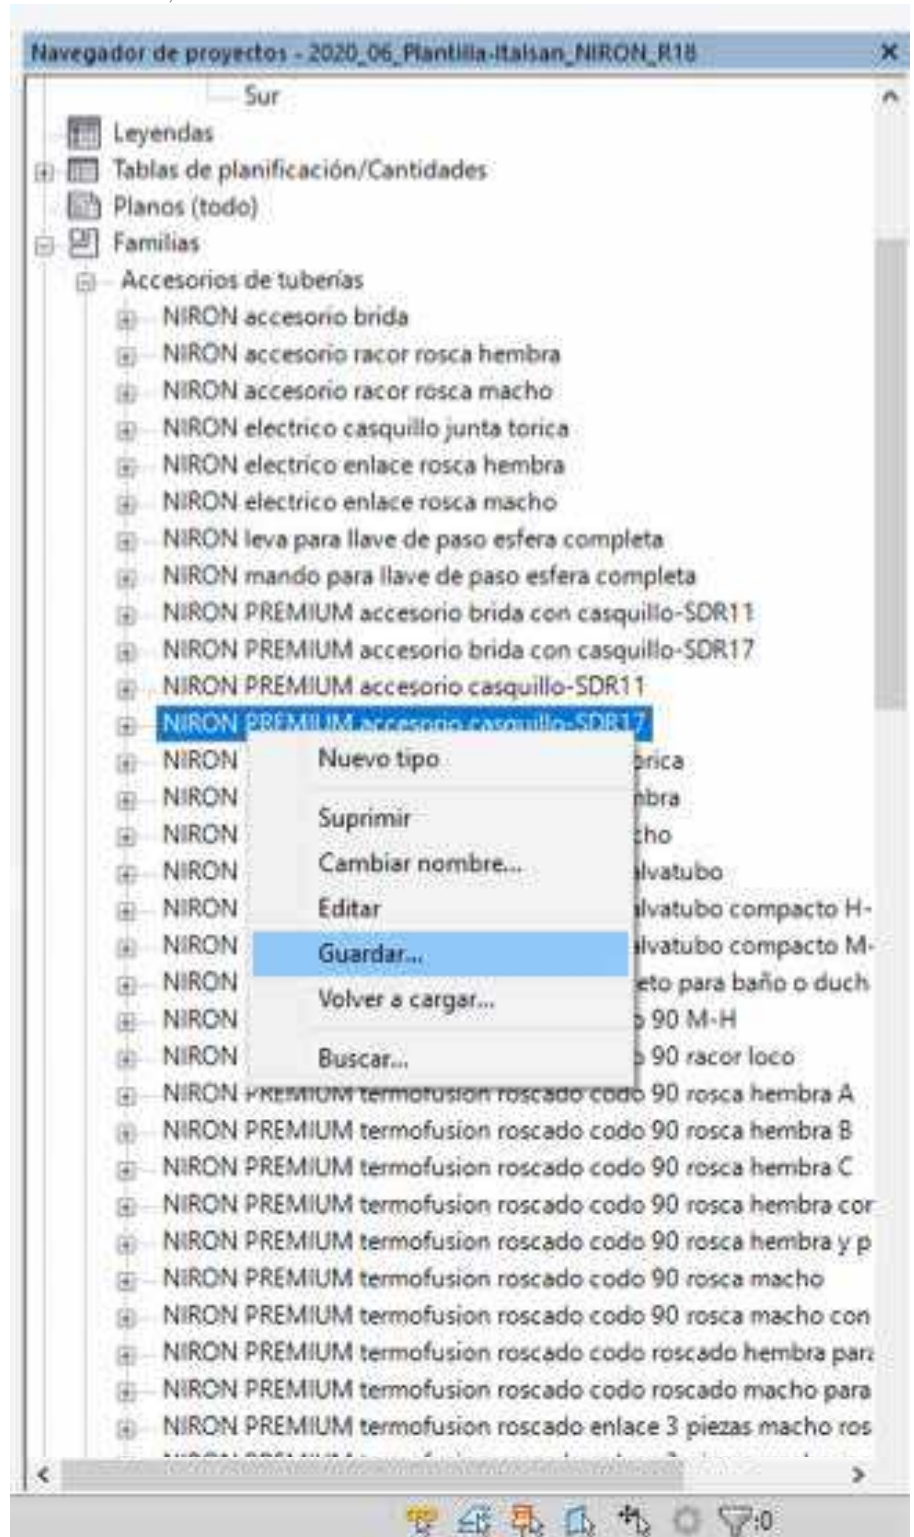 Navegador de proyectos - 2020_06_Plantilla-Italsan_NIRON_R18
Sur
Leyendas
Tablas de planificación/Cantidades
Planos (todo)
Familias
Accesorios de tuberías
NIRON accesorio brida
NIRON accesorio racor rosca hembra
NIRON accesorio racor rosca macho
NIRON electrico casquillo junta torica
NIRON electrico enlace rosca hembra
NIRON electrico enlace rosca macho
NIRON leva para llave de paso esfera completa
NIRON mando para llave de paso esfera completa
NIRON PREMIUM accesorio brida con casquillo-SDR11
NIRON PREMIUM accesorio brida con casquillo-SDR17
NIRON PREMIUM accesorio casquillo-SDR11
NIRON PREMIUM accesorio casquillo-SDR17
NIRON orica
NIRON nbra
NIRON cho
NIRON alvatubo
NIRON alvatubo compacto H-
NIRON alvatubo compacto M-
NIRON eto para baño o duch
NIRON 90 M-H
NIRON 90 racor loco
Nuevo tipo
Suprimir
Cambiar nombre...
Editar
Guardar...
Volver a cargar...
Buscar...
NIRON PREMIUM termofusion roscado codo 90 rosca hembra A
NIRON PREMIUM termofusion roscado codo 90 rosca hembra B
NIRON PREMIUM termofusion roscado codo 90 rosca hembra C
NIRON PREMIUM termofusion roscado codo 90 rosca hembra cor
NIRON PREMIUM termofusion roscado codo 90 rosca hembra y p
NIRON PREMIUM termofusion roscado codo 90 rosca macho
NIRON PREMIUM termofusion roscado codo 90 rosca macho con
NIRON PREMIUM termofusion roscado codo roscado hembra para
NIRON PREMIUM termofusion roscado codo roscado macho para
NIRON PREMIUM termofusion roscado enlace 3 piezas macho ros
:0